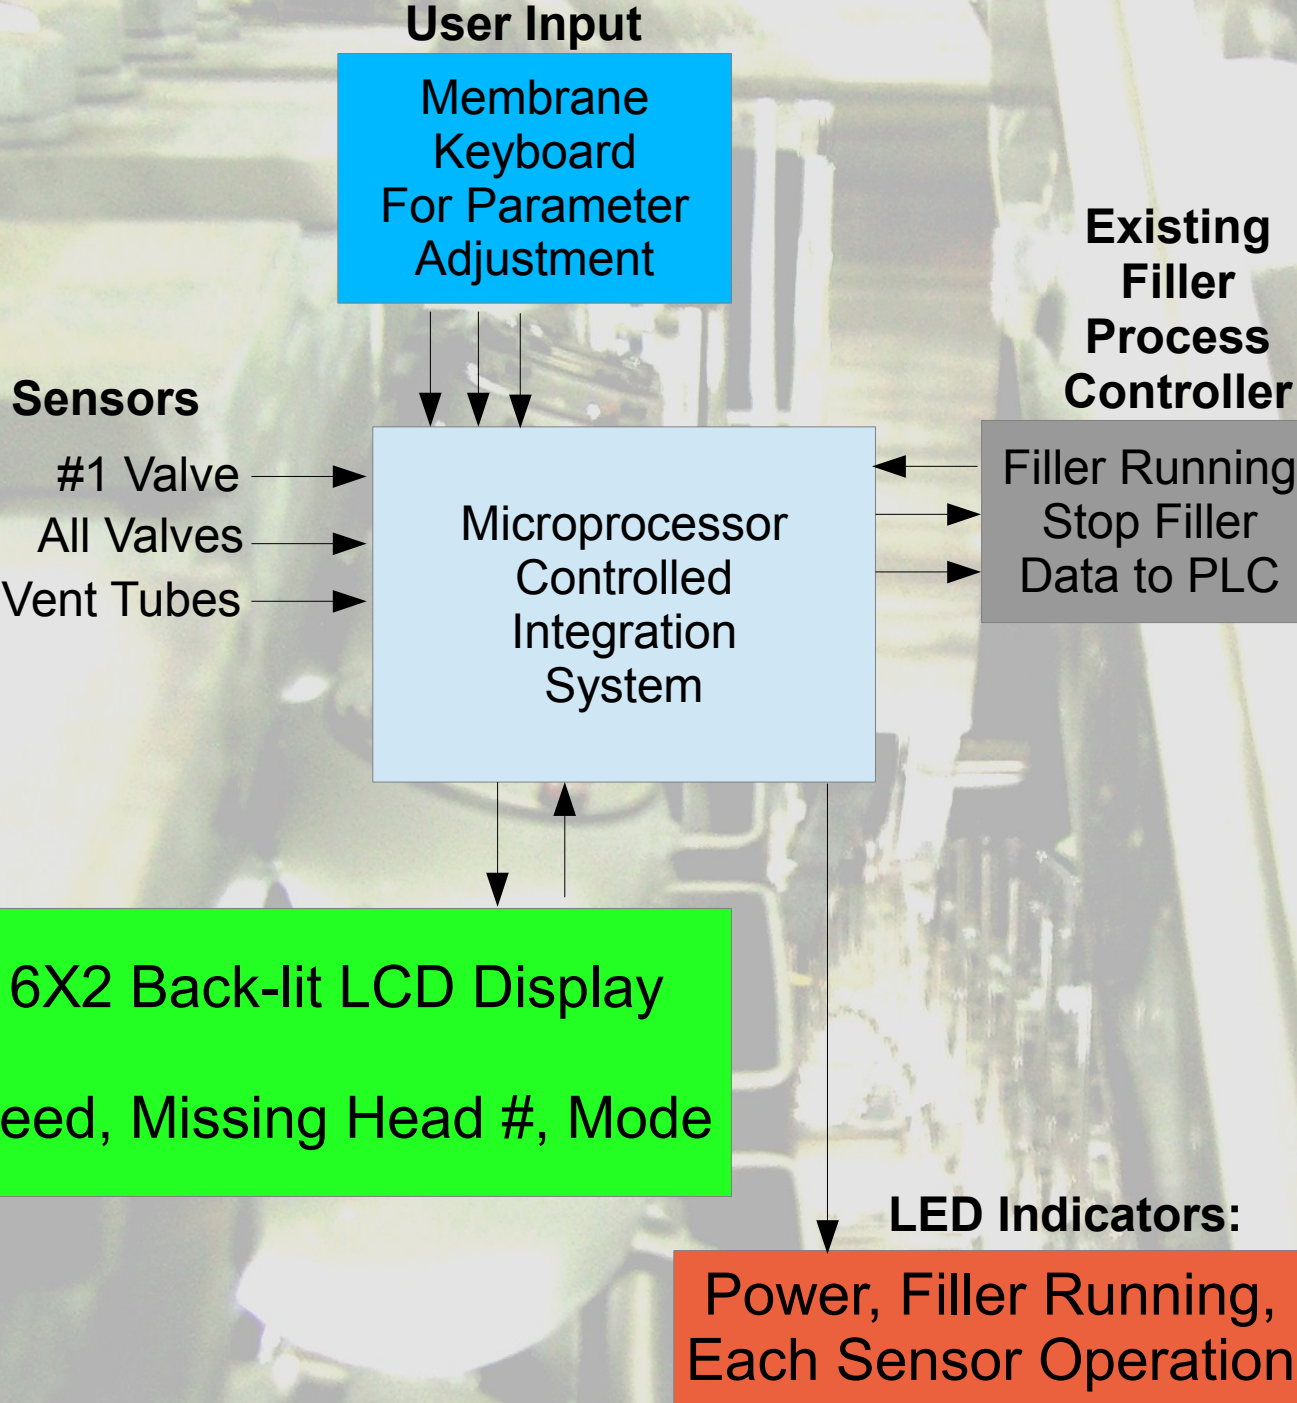 User Input
Membrane
Keyboard
For Parameter
Adjustment
Existing
Filler
Process
Controller
Sensors
#1 Valve
All Valves
Vent Tubes
Microprocessor
Controlled
Integration
System
Filler Running
Stop Filler
Data to PLC
6X2 Back-lit LCD Display
eed, Missing Head #, Mode
LED Indicators:
Power, Filler Running,
Each Sensor Operation